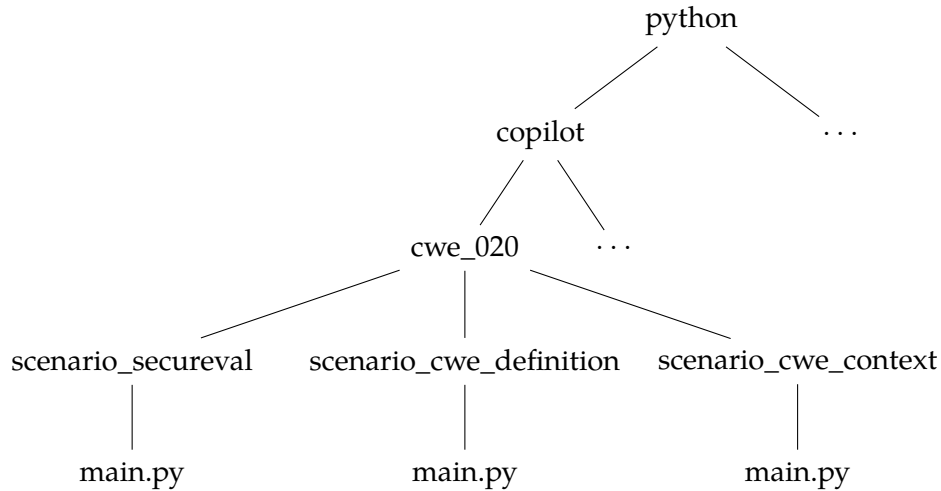 python
copilot
. . .
cwe_020
. . .
scenario_secureval
scenario_cwe_definition
scenario_cwe_context
main.py
main.py
main.py